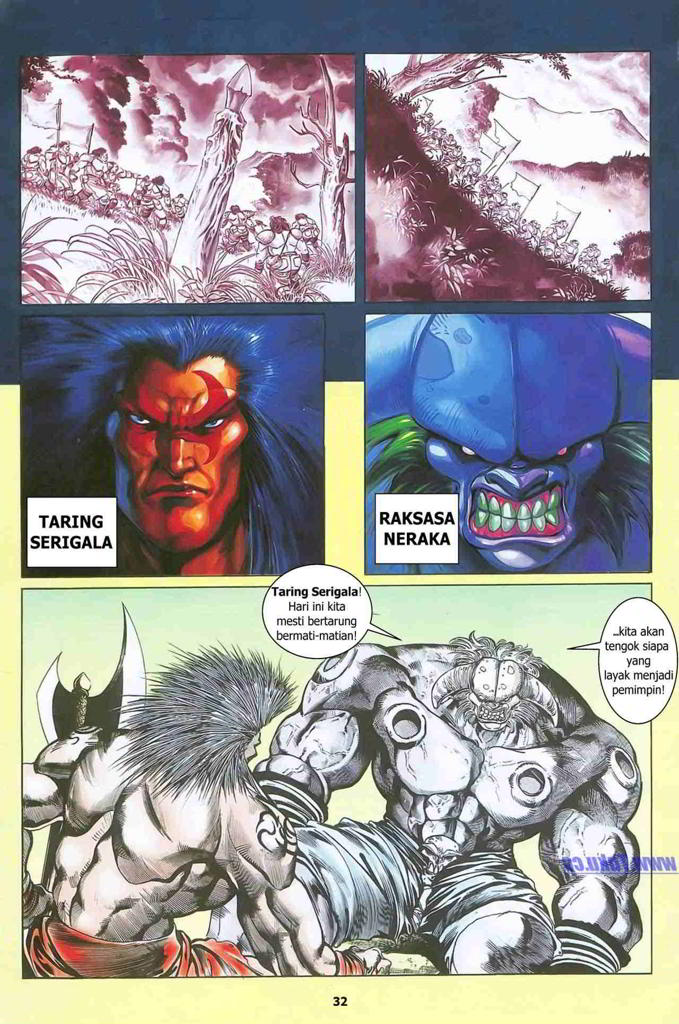 TARING
SERIGALA
RAKSASA
NERAKA
Taring Serigala!
Hari ini kita
mesti bertarung
bermati-matian!
..kita akan
tengok siapa
yang
layak menjadi
pemimpin!
32